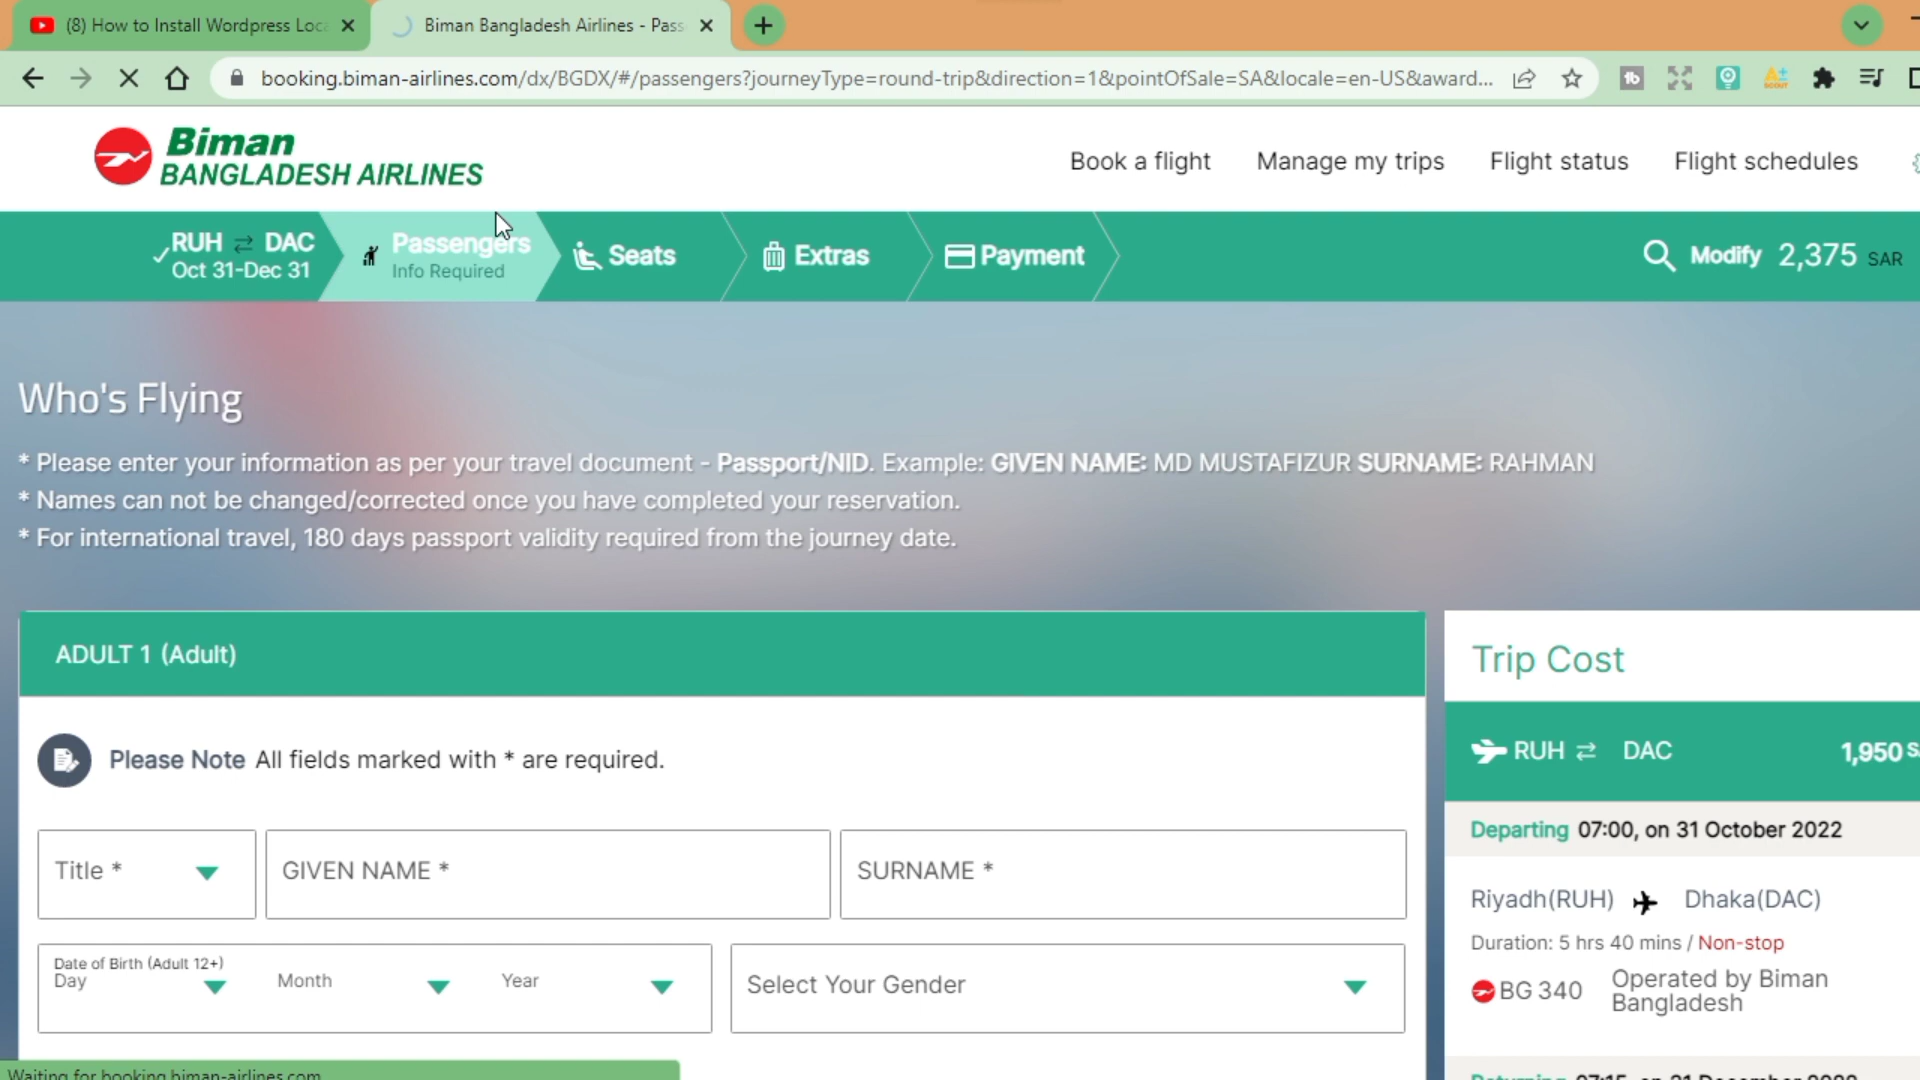 (8) How to Install Wordpress Loc
Biman Bangladesh Airlines - Pass
booking.biman-airlines.com/dx/BGDX/#/passengers?journeyType=round-trip&direction=1&pointOfSale=SA&locale=en-US&award...
Biman
BANGLADESH AIRLINES
Book a flight Manage my trips Flight status Flight schedules
RUH ⇄ DAC
Oct 31-Dec 31
Passengers
Info Required
Seats
Extras
Payment
Modify 2,375 SAR
Who's Flying
* Please enter your information as per your travel document - Passport/NID. Example: GIVEN NAME: MD MUSTAFIZUR SURNAME: RAHMAN
* Names can not be changed/corrected once you have completed your reservation.
* For international travel, 180 days passport validity required from the journey date.
ADULT 1 (Adult)
Please Note All fields marked with * are required.
Title * GIVEN NAME * SURNAME *
Date of Birth (Adult 12+)
Day Month Year
Select Your Gender
Trip Cost
RUH ⇄ DAC 1,950
Departing 07:00, on 31 October 2022
Riyadh(RUH) Dhaka(DAC)
Duration: 5 hrs 40 mins / Non-stop
BG 340 Operated by Biman
Bangladesh
Returning 07:15, on 31 December 2022
Waiting for booking.biman-airlines.com